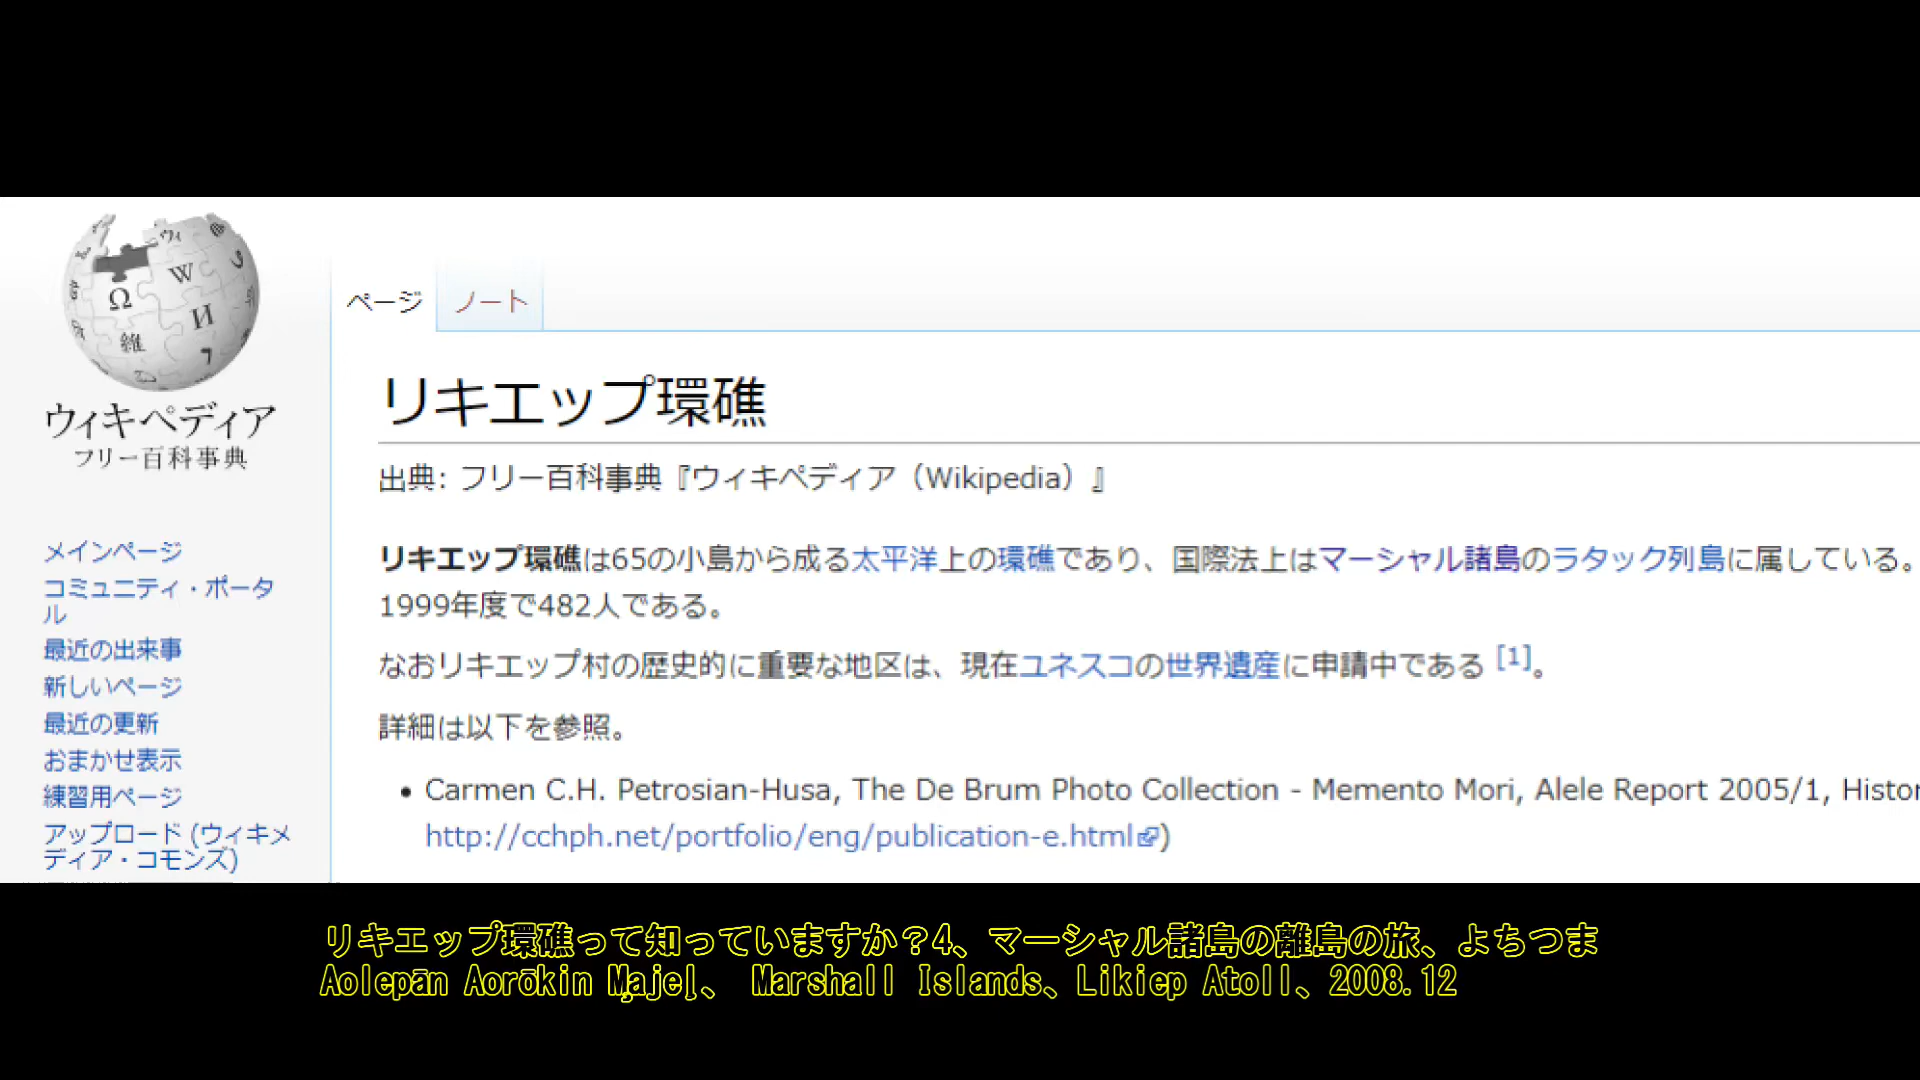 ウィキペディア
フリー百科事典
メインページ
コミュニティ・ポータ
ル
最近の出来事
新しいページ
最近の更新
おまかせ表示
練習用ページ
アップロード (ウィキメ
ディア・コモンズ)
ページ
ノート
リキエップ環礁
出典: フリー百科事典『ウィキペディア（Wikipedia）』
リキエップ環礁は65の小島から成る太平洋上の環礁であり、国際法上はマーシャル諸島のラタック列島に属している。
1999年度で482人である。
なおリキエップ村の歴史的に重要な地区は、現在ユネスコの世界遺産に申請中である [1]。
詳細は以下を参照。
• Carmen C.H. Petrosian-Husa, The De Brum Photo Collection - Memento Mori, Alele Report 2005/1, Histor
http://cchph.net/portfolio/eng/publication-e.html)
リキエップ環礁って知っていますか？4、マーシャル諸島の離島の旅、よちつま
Aolepān Aorōkin M̧ajeļ、 Marshall Islands、Likiep Atoll、2008.12